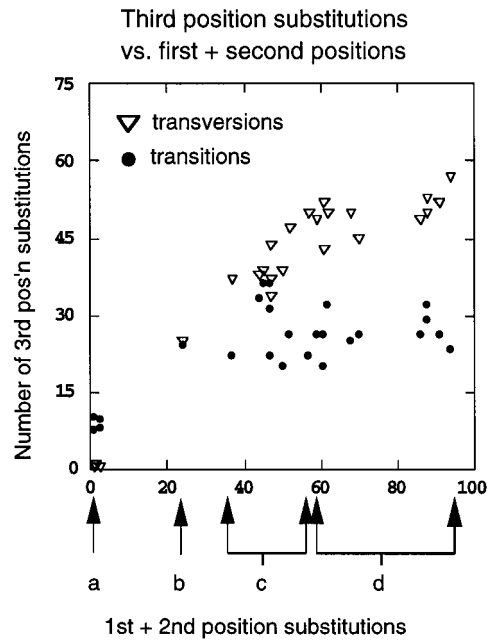 Third position substitutions
vs. first + second positions
75
transversions
transitions
60
45
30
15
0
Number of 3rd pos'n substitutions
0 20 40 60 80 100
a b c d
1st + 2nd position substitutions